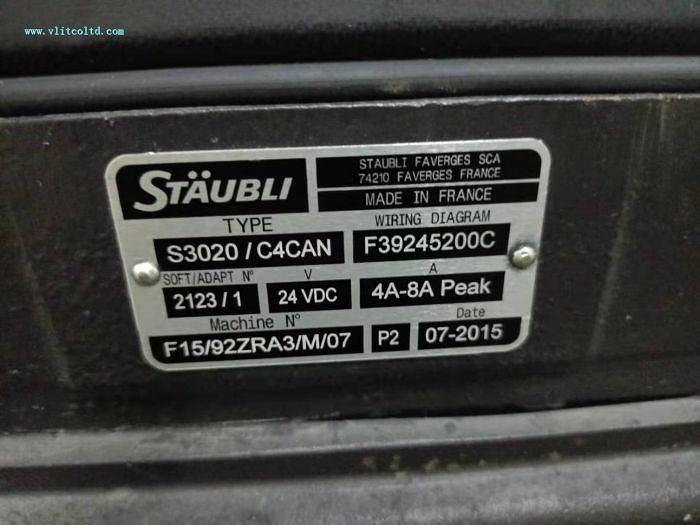 www.vlitcoltd.com
STÄUBLI
STAUBLI FAVERGES SCA
74210 FAVERGES FRANCE
MADE IN FRANCE
TYPE WIRING DIAGRAM
S3020 / C4CAN F39245200C
SOFT/ADAPT N° V A
2123 / 1 24 VDC 4A-8A Peak
Machine N° Date
F15/92ZRA3/M/07 P2 07-2015